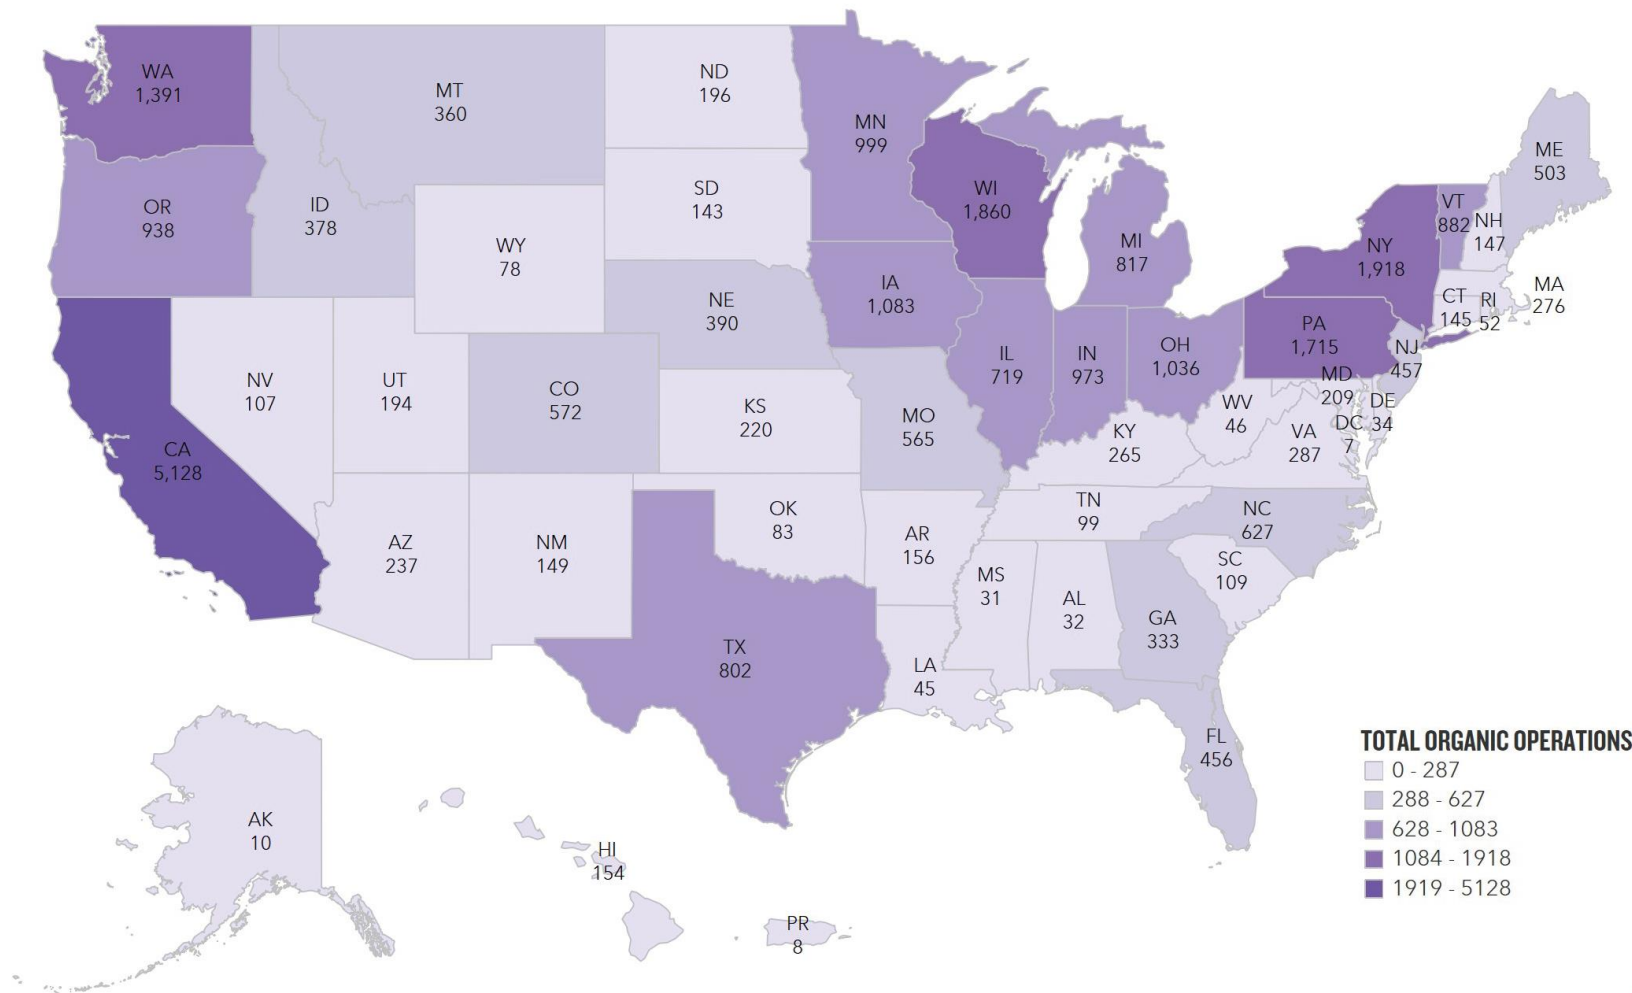 WA
1,391
MT
360
ND
196
MN
999
ME
503
OR
938
ID
378
WY
78
SD
143
WI
1,860
MI
817
NY
1,918
VT
882
NH
147
MA
276
CT
145
RI
52
NE
390
IA
1,083
PA
1,715
NJ
457
IL
719
IN
973
OH
1,036
MD
209
DE
34
DC
7
CA
5,128
NV
107
UT
194
CO
572
KS
220
MO
565
KY
265
WV
46
VA
287
AZ
237
NM
149
OK
83
AR
156
TN
99
NC
627
SC
109
TX
802
LA
45
MS
31
AL
32
GA
333
FL
456
AK
10
HI
154
PR
8
TOTAL ORGANIC OPERATIONS
0 - 287
288 - 627
628 - 1083
1084 - 1918
1919 - 5128